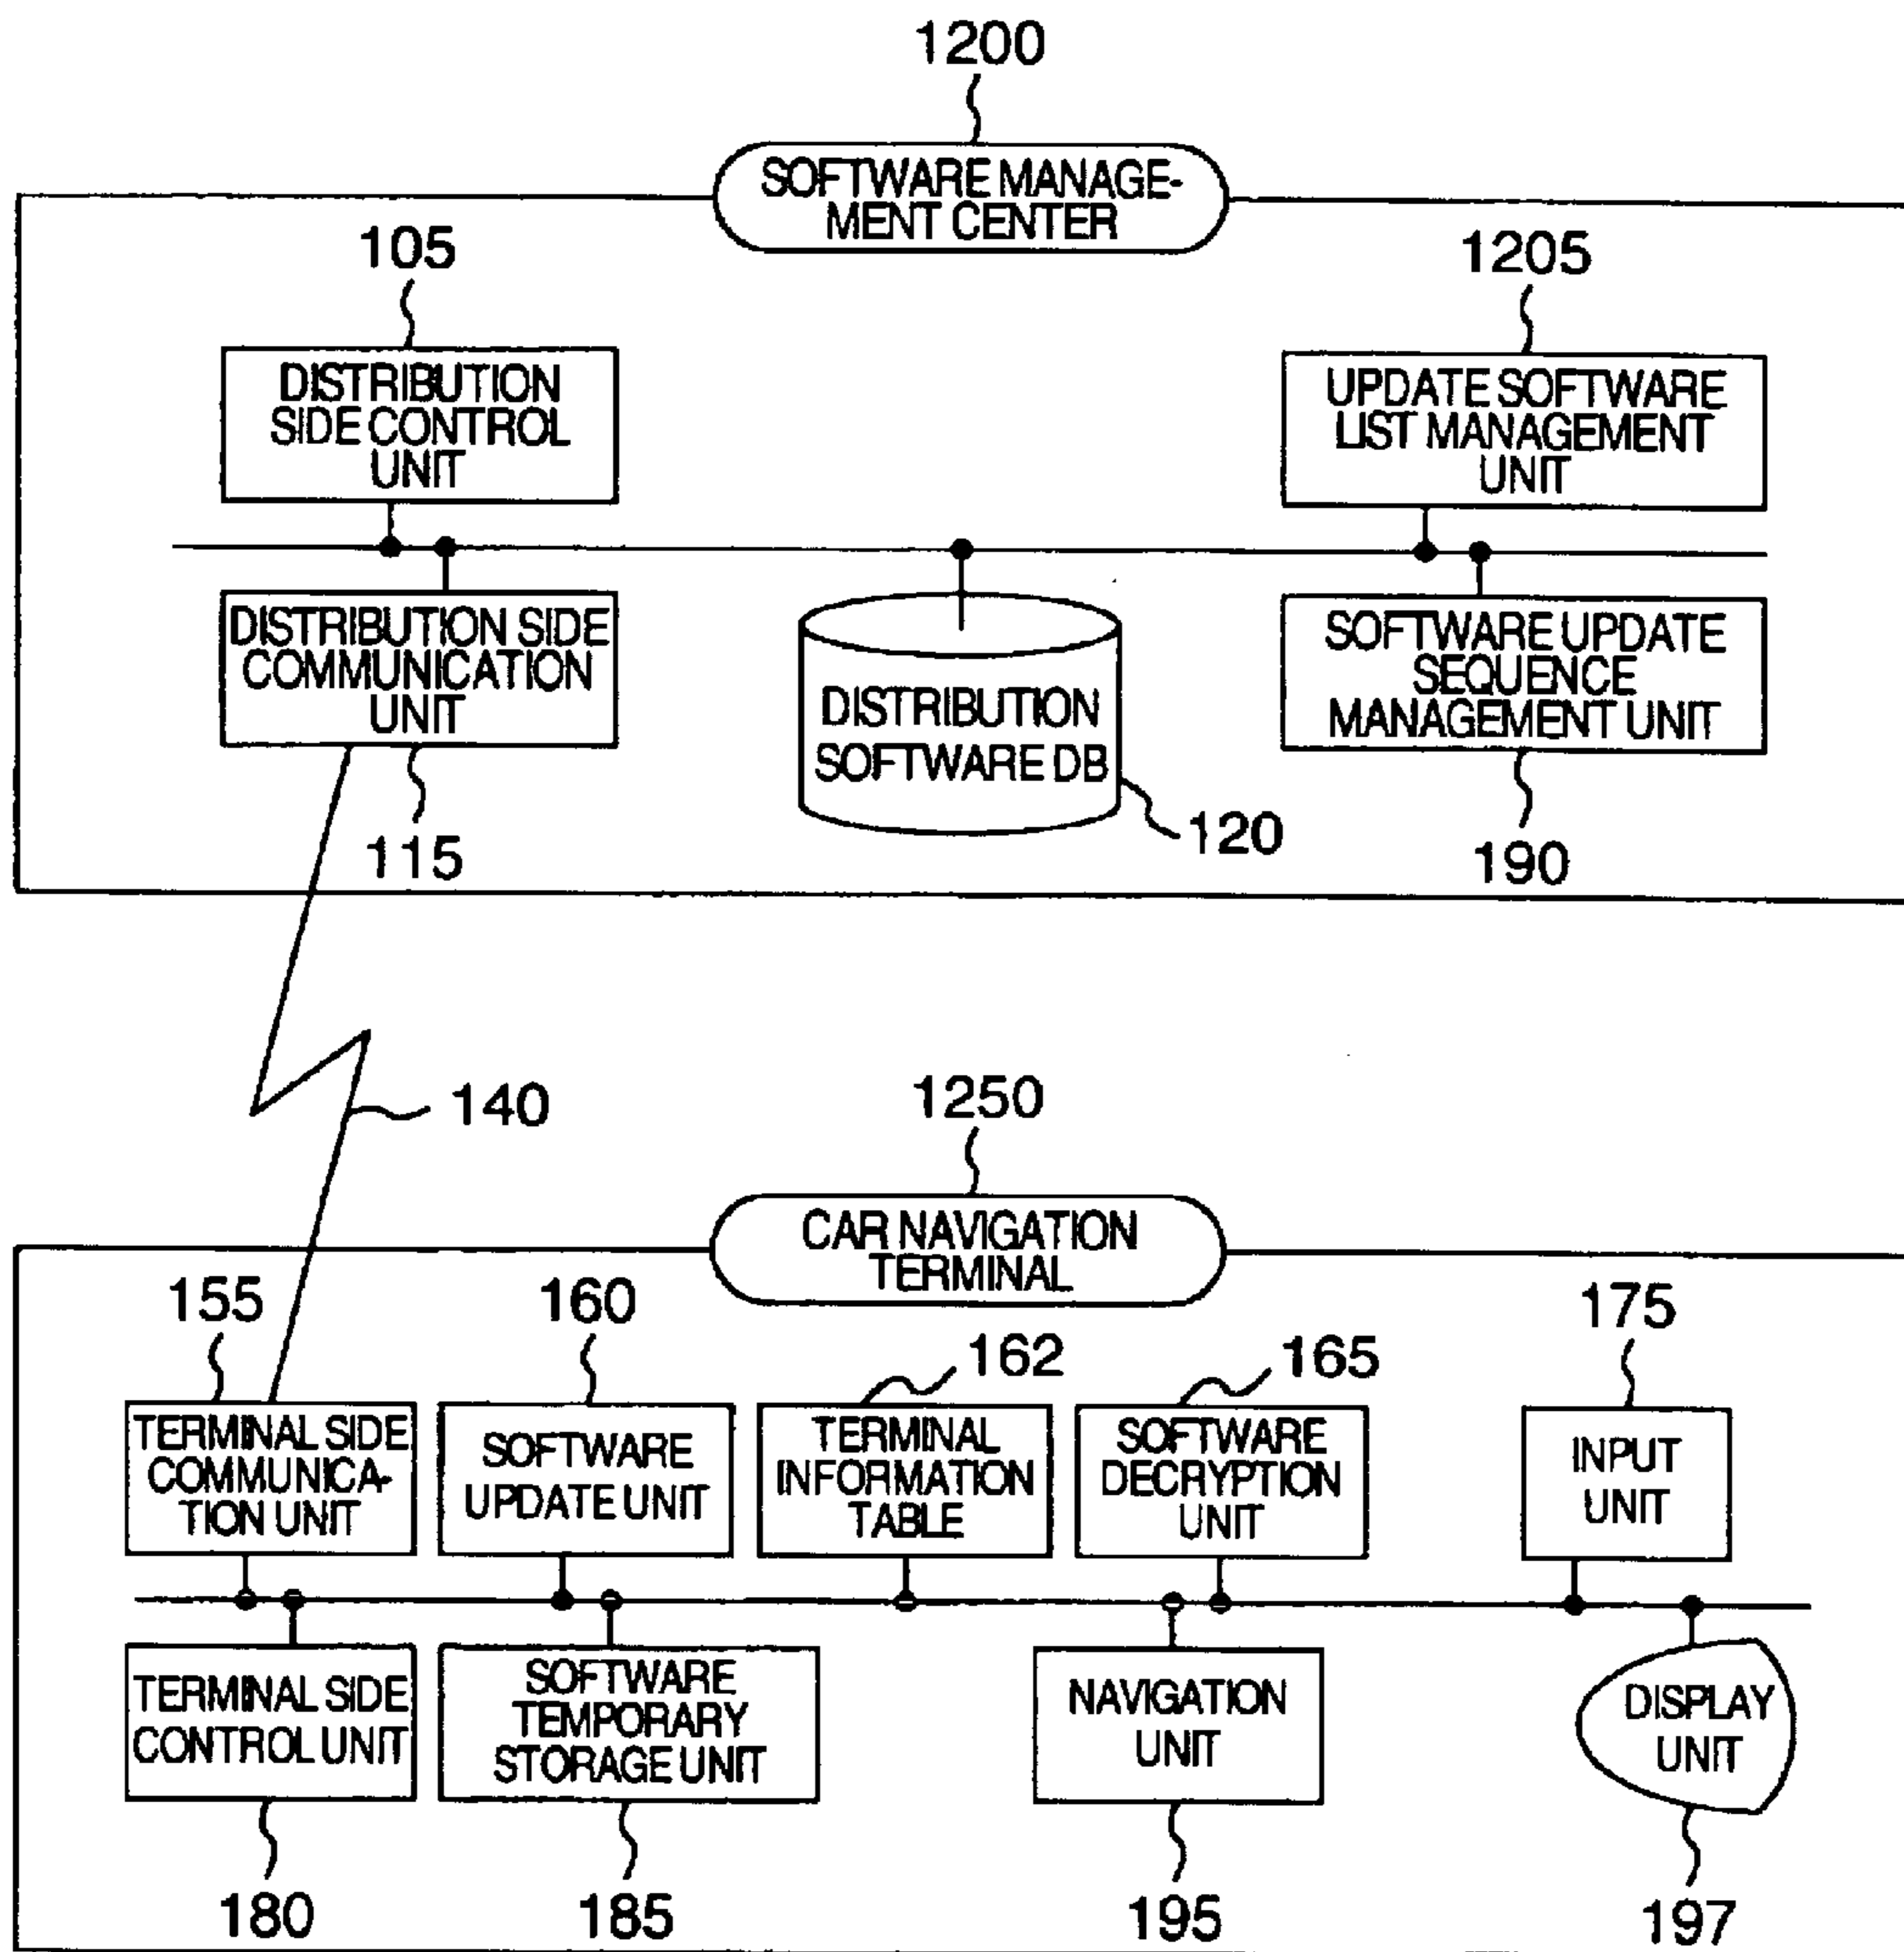 1200
SOFTWARE MANAGE-
MENT CENTER
105
1205
DISTRIBUTION
SIDE CONTROL
UNIT
UPDATE SOFTWARE
LIST MANAGEMENT
UNIT
DISTRIBUTION SIDE
COMMUNICATION
UNIT
DISTRIBUTION
SOFTWARE DB
SOFTWARE UPDATE
SEQUENCE
MANAGEMENT UNIT
115
120
190
140
1250
CAR NAVIGATION
TERMINAL
155
160
162
165
175
TERMINAL SIDE
COMMUNICA-
TION UNIT
SOFTWARE
UPDATE UNIT
TERMINAL
INFORMATION
TABLE
SOFTWARE
DECRYPTION
UNIT
INPUT
UNIT
TERMINAL SIDE
CONTROL UNIT
SOFTWARE
TEMPORARY
STORAGE UNIT
NAVIGATION
UNIT
DISPLAY
UNIT
180
185
195
197